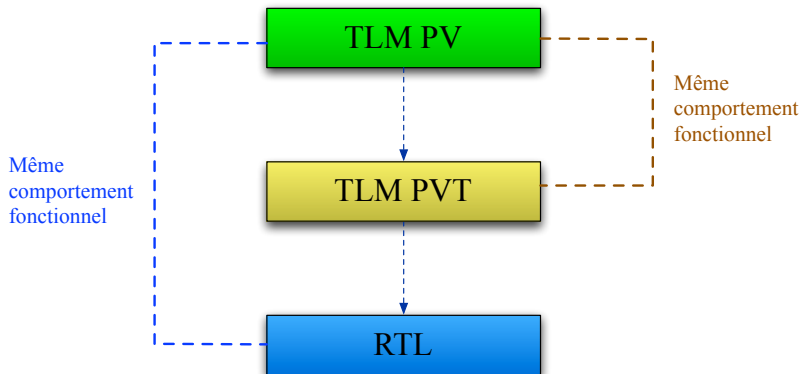 TLM PV
Même
comportement
fonctionnel
Même
comportement
fonctionnel
TLM PVT
RTL